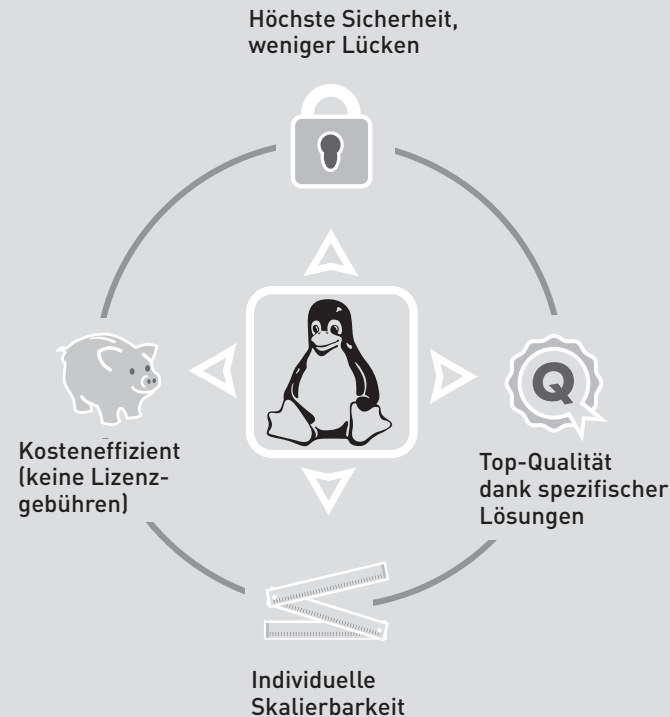 Höchste Sicherheit,
weniger Lücken
Kosteneffizient
(keine Lizenz-
gebühren)
Q
Top-Qualität
dank spezifischer
Lösungen
Individuelle
Skalierbarkeit